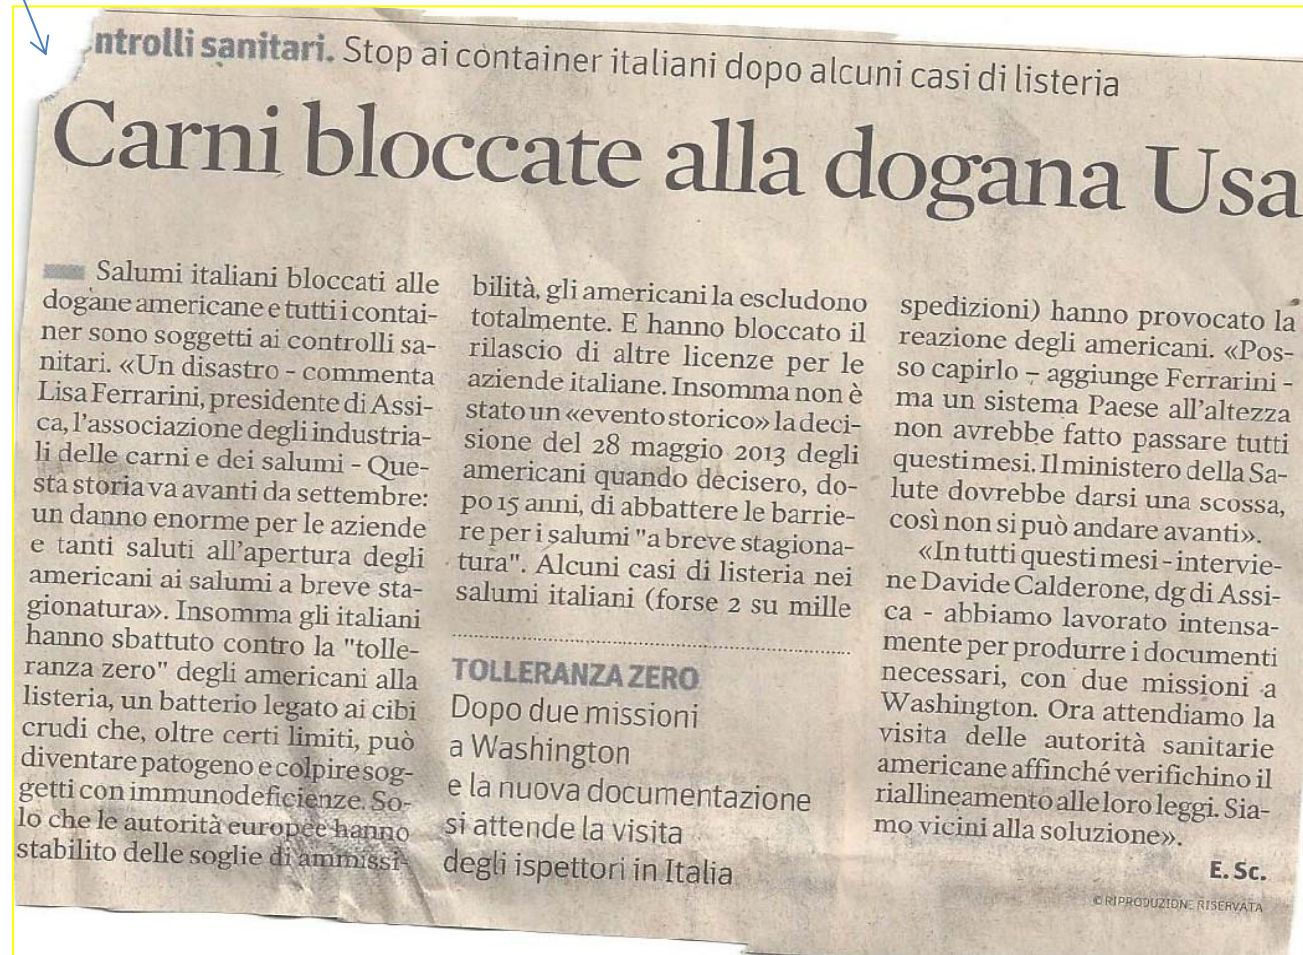 ntrolli sanitari. Stop ai container italiani dopo alcuni casi di listeria
Carni bloccate alla dogana Usa
Salumi italiani bloccati alle
dogane americane e tutti i contai-
ner sono soggetti ai controlli sa-
nitari. «Un disastro - commenta
Lisa Ferrarini, presidente di Assi-
ca, l'associazione degli industria-
li delle carni e dei salumi - Que-
sta storia va avanti da settembre:
un danno enorme per le aziende
e tanti saluti all'apertura degli
americani ai salumi a breve sta-
gionatura». Insomma gli italiani
hanno sbattuto contro la "tolle-
ranza zero" degli americani alla
listeria, un batterio legato ai cibi
crudi che, oltre certi limiti, può
diventare patogeno e colpire sog-
getti con immunodeficienze. So-
lo che le autorità europee hanno
stabilito delle soglie di ammissi-
bilità, gli americani la escludono
totalmente. E hanno bloccato il
rilascio di altre licenze per le
aziende italiane. Insomma non è
stato un «evento storico» la deci-
sione del 28 maggio 2013 degli
americani quando decisero, do-
po 15 anni, di abbattere le barrie-
re per i salumi "a breve stagiona-
tura". Alcuni casi di listeria nei
salumi italiani (forse 2 su mille
TOLLERANZA ZERO
Dopo due missioni
a Washington
e la nuova documentazione
si attende la visita
degli ispettori in Italia
spedizioni) hanno provocato la
reazione degli americani. «Pos-
so capirlo - aggiunge Ferrarini -
ma un sistema Paese all'altezza
non avrebbe fatto passare tutti
questi mesi. Il ministero della Sa-
lute dovrebbe darsi una scossa,
così non si può andare avanti».
«In tutti questi mesi - intervie-
ne Davide Calderone, dg di Assi-
ca - abbiamo lavorato intensa-
mente per produrre i documenti
necessari, con due missioni a
Washington. Ora attendiamo la
visita delle autorità sanitarie
americane affinché verifichino il
riallineamento alle loro leggi. Sia-
mo vicini alla soluzione».
E. Sc.
© RIPRODUZIONE RISERVATA